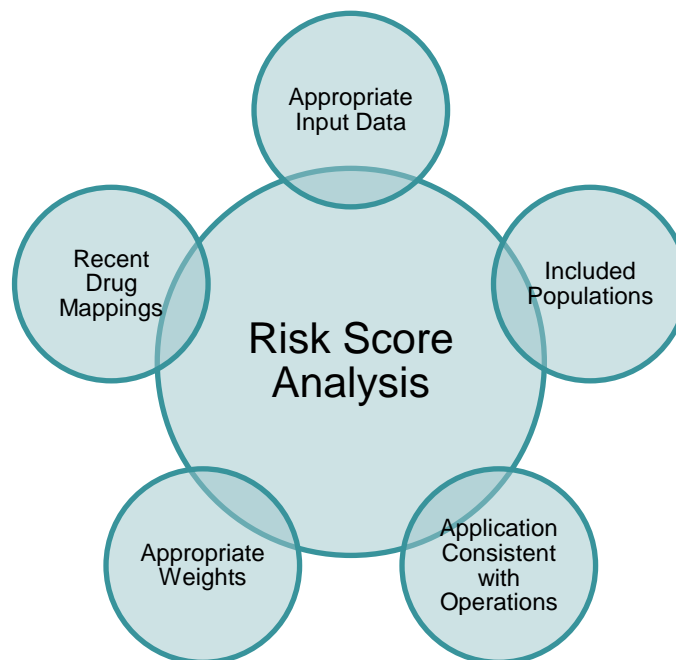 Appropriate
Input Data
Recent
Drug
Mappings
Included
Populations
Risk Score
Analysis
Appropriate
Weights
Application
Consistent
with
Operations